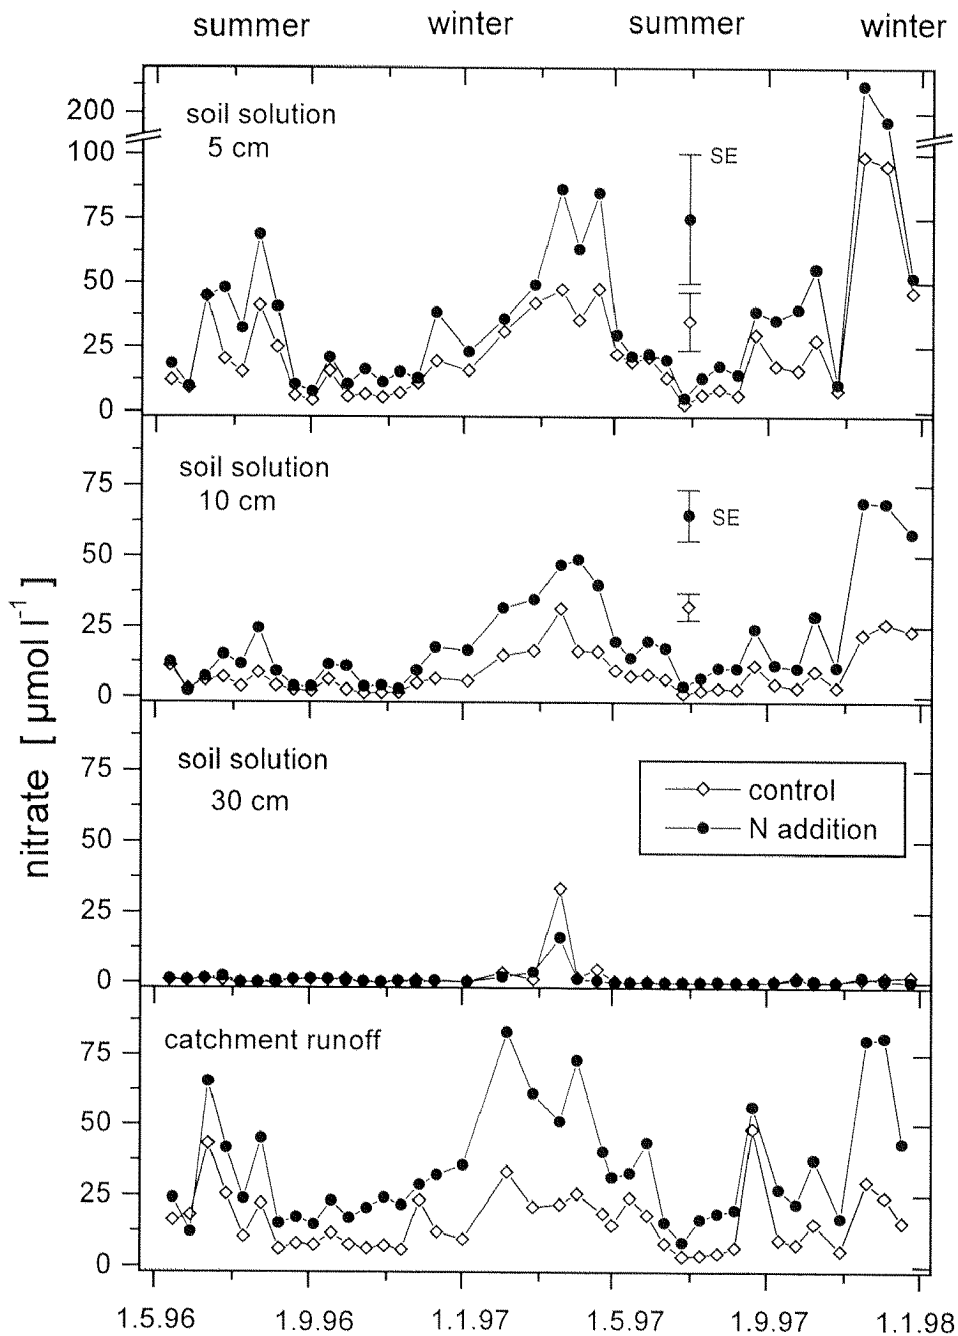 summer winter summer winter
soil solution
5 cm
200
100
75
50
25
0
SE
soil solution
10 cm
75
50
25
0
SE
nitrate [ µmol l⁻¹ ]
soil solution
30 cm
75
50
25
0
control
N addition
catchment runoff
75
50
25
0
1.5.96 1.9.96 1.1.97 1.5.97 1.9.97 1.1.98